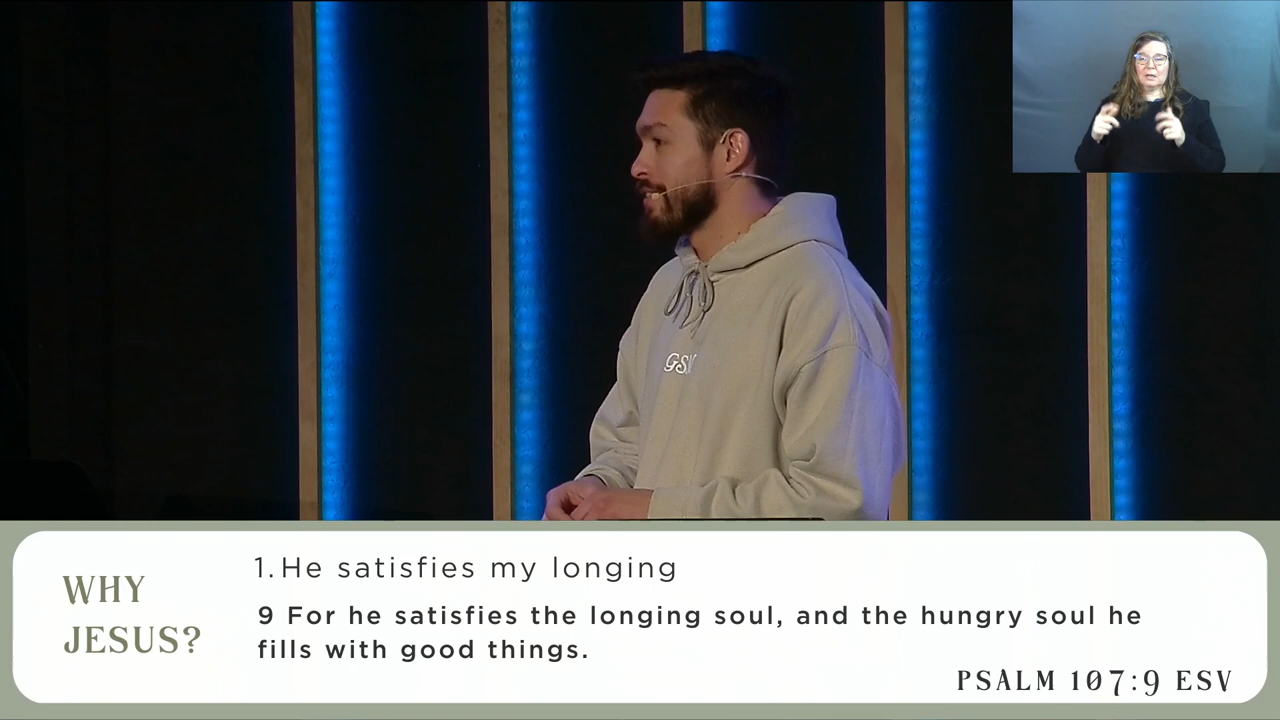 GSM
WHY
JESUS?
1. He satisfies my longing
9 For he satisfies the longing soul, and the hungry soul he
fills with good things.
PSALM 107:9 ESV